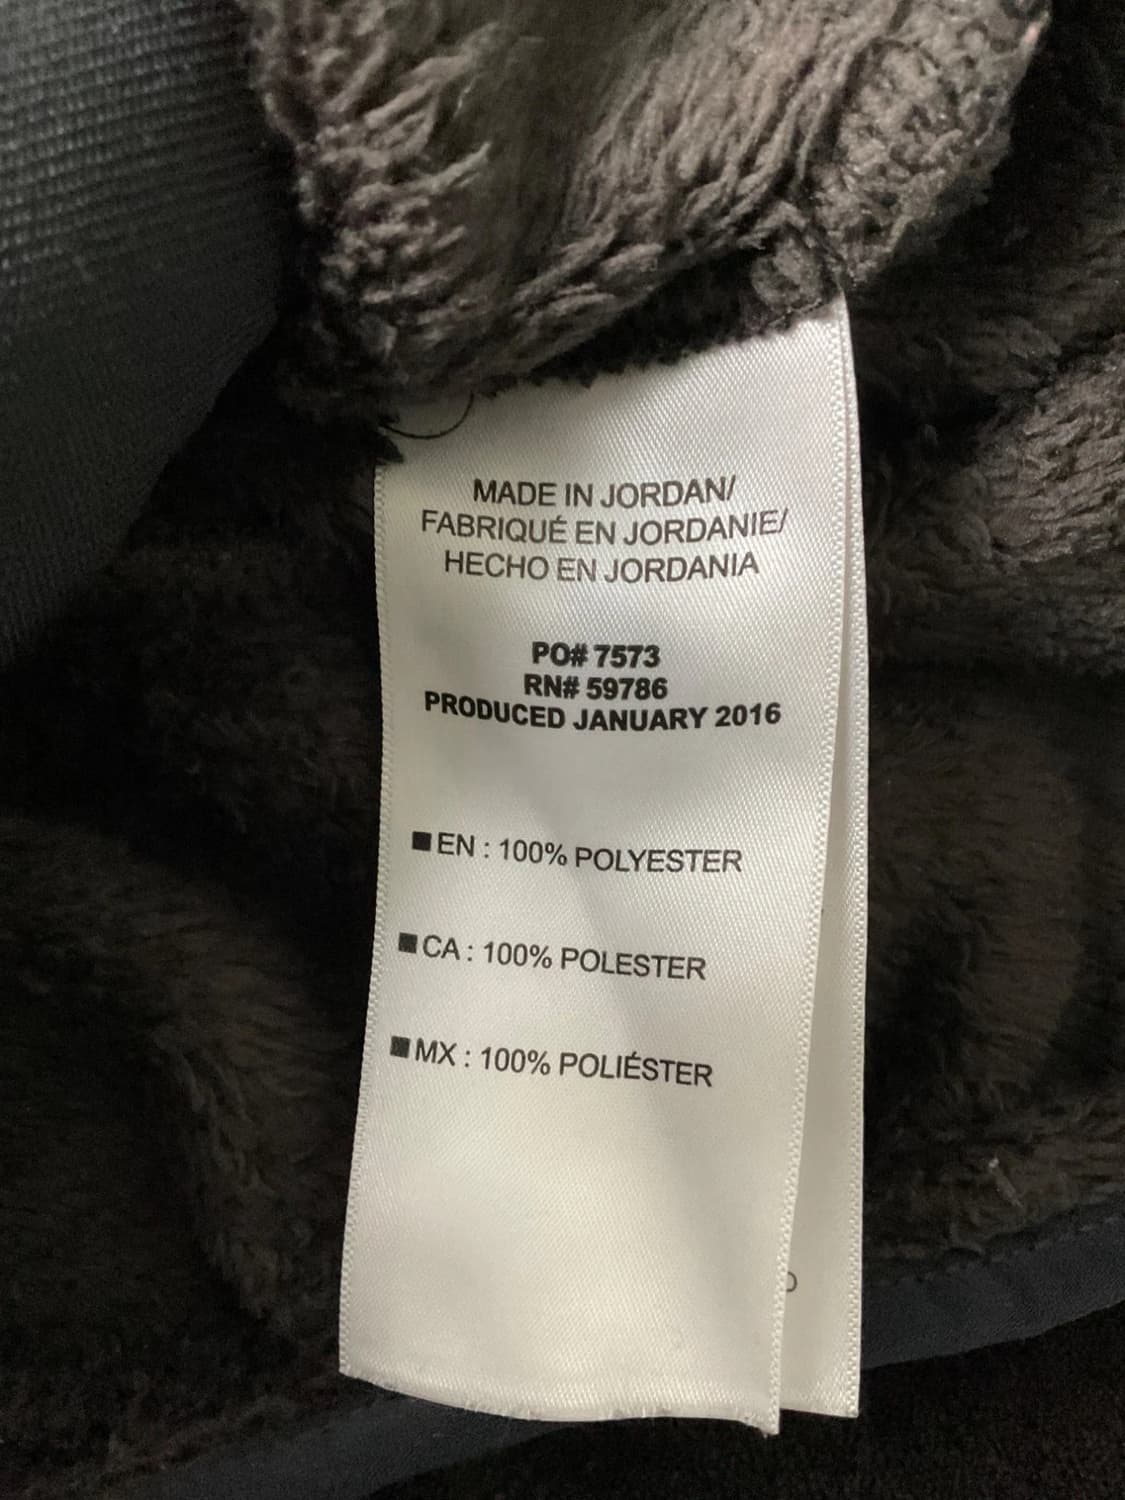 MADE IN JORDAN/
FABRIQUÉ EN JORDANIE/
HECHO EN JORDANIA
PO# 7573
RN# 59786
PRODUCED JANUARY 2016
■ EN : 100% POLYESTER
■ CA : 100% POLESTER
■ MX : 100% POLIÉSTER